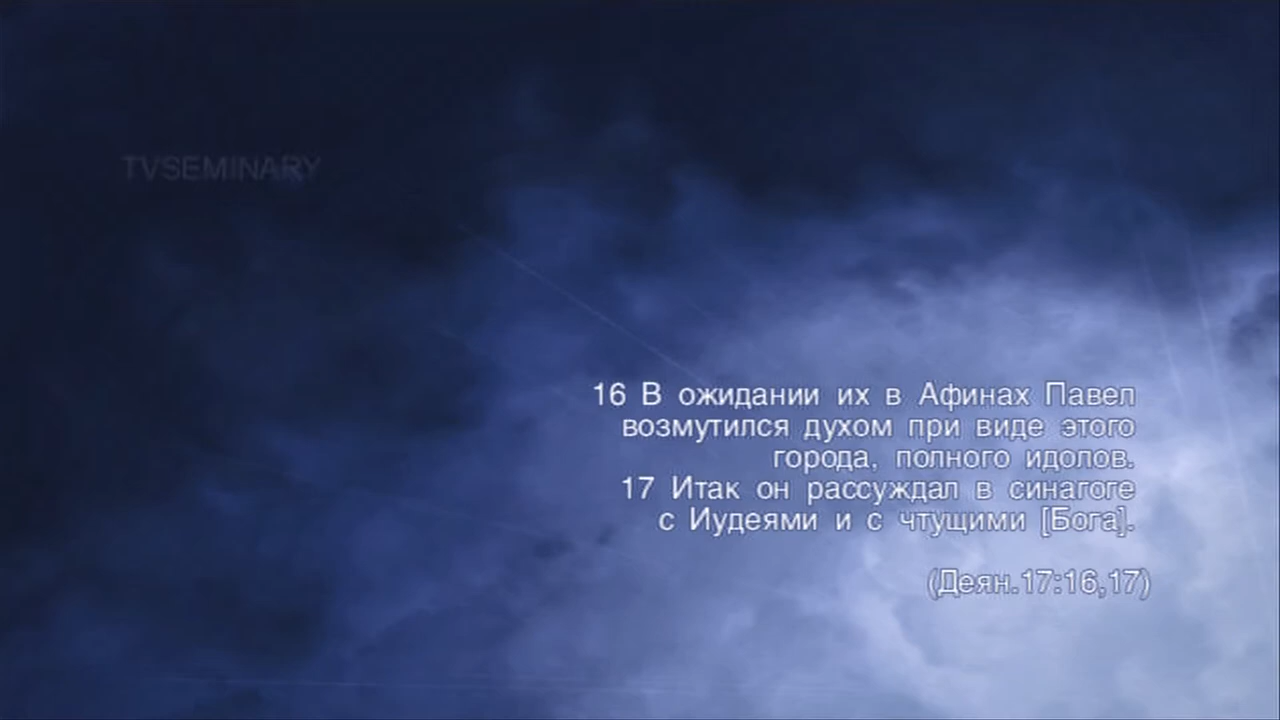 TVSEMINARY
16 В ожидании их в Афинах Павел
возмутился духом при виде этого
города, полного идолов.
17 Итак он рассуждал в синагоге
с Иудеями и с чтущими [Бога].
(Деян.17:16,17)